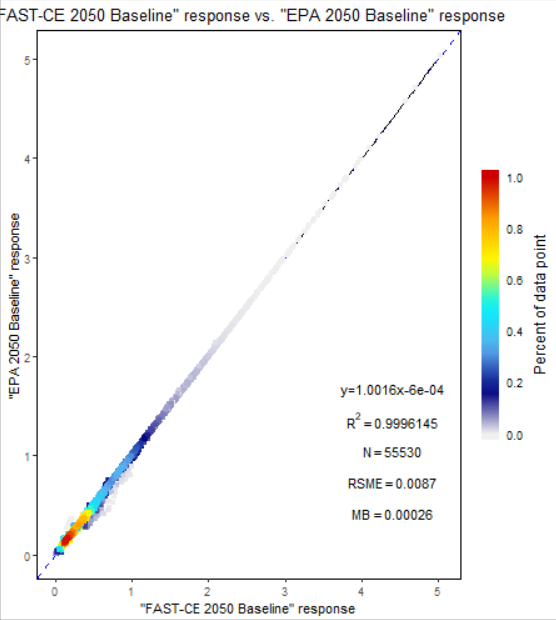 FAST-CE 2050 Baseline" response vs. "EPA 2050 Baseline" response
5
4
3
2
1
0
"EPA 2050 Baseline" response
y=1.0016x-6e-04
R² = 0.9996145
N = 55530
RSME = 0.0087
MB = 0.00026
0 1 2 3 4 5
"FAST-CE 2050 Baseline" response
1.0
0.8
0.6
0.4
0.2
0.0
Percent of data point